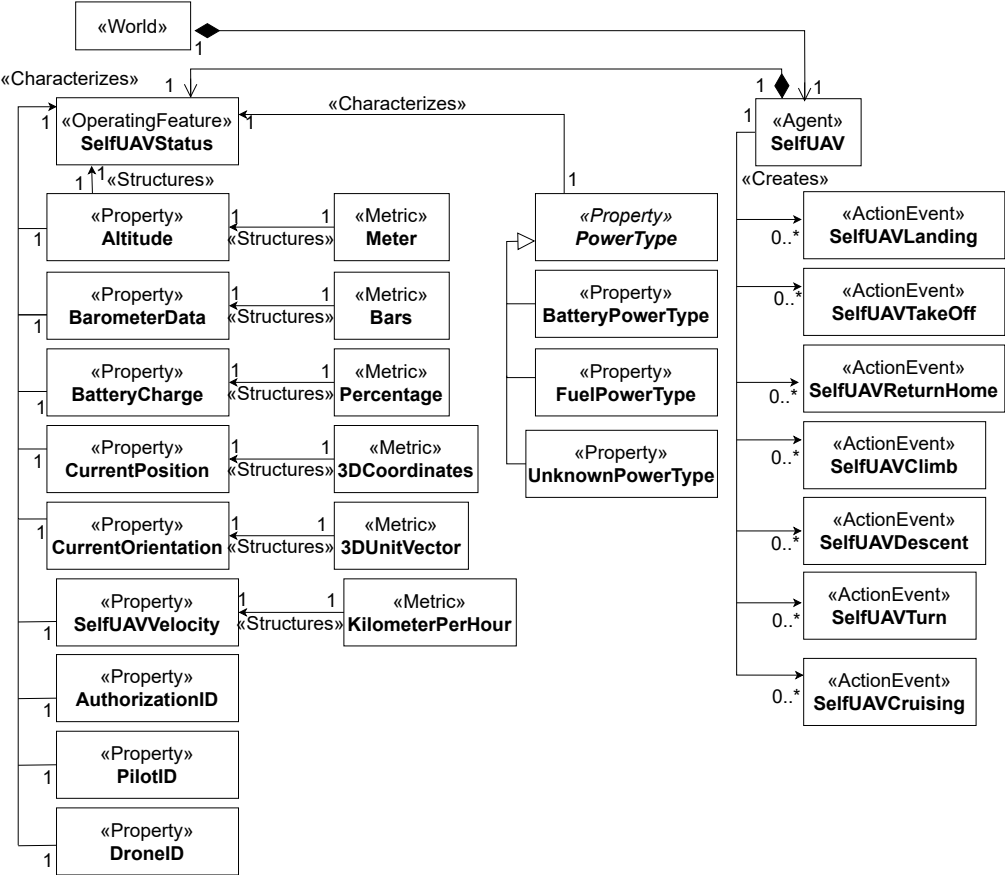 «World»
1
«Characterizes»
1
1
1
«Characterizes»
1
1
1
«OperatingFeature»
SelfUAVStatus
«Agent»
SelfUAV
1
1
«Structures»
1
«Creates»
«Property»
Altitude
1
1
1
«Structures»
«Metric»
Meter
«Property»
PowerType
«ActionEvent»
SelfUAVLanding
0..*
«Property»
BarometerData
1
1
1
«Structures»
«Metric»
Bars
«Property»
BatteryPowerType
«ActionEvent»
SelfUAVTakeOff
0..*
«Property»
BatteryCharge
1
1
1
«Structures»
«Metric»
Percentage
«Property»
FuelPowerType
«ActionEvent»
SelfUAVReturnHome
0..*
«Property»
CurrentPosition
1
1
1
«Structures»
«Metric»
3DCoordinates
«Property»
UnknownPowerType
«ActionEvent»
SelfUAVClimb
0..*
«Property»
CurrentOrientation
1
1
1
«Structures»
«Metric»
3DUnitVector
«ActionEvent»
SelfUAVDescent
0..*
«Property»
SelfUAVVelocity
1
1
1
«Structures»
«Metric»
KilometerPerHour
«ActionEvent»
SelfUAVTurn
0..*
«Property»
AuthorizationID
1
«ActionEvent»
SelfUAVCruising
0..*
«Property»
PilotID
1
«Property»
DroneID
1